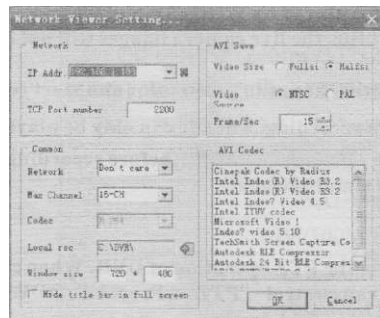 Network Viewer Setting...
Network
IP Addr.
TCP Port number 2200
Common
Network Don't care
Max Channel 16-CH
Codec
Local rec C:\DVR\
Window size 720 * 480
Hide title bar in full screen
AVI Save
Video Size
Video Source NTSC PAL
Frame/Sec 15
AVI Codec
Cinepak Codec by Radius
Intel Indeo(R) Video R3.2
Intel Indeo(R) Video R3.2
Intel Indeo? Video 4.5
Intel IYUV codec
Microsoft Video 1
Indeo? video 5.10
TechSmith Screen Capture Co
Autodesk RLE Compressor
Autodesk 24 Bit RLE Compres
OK Cancel